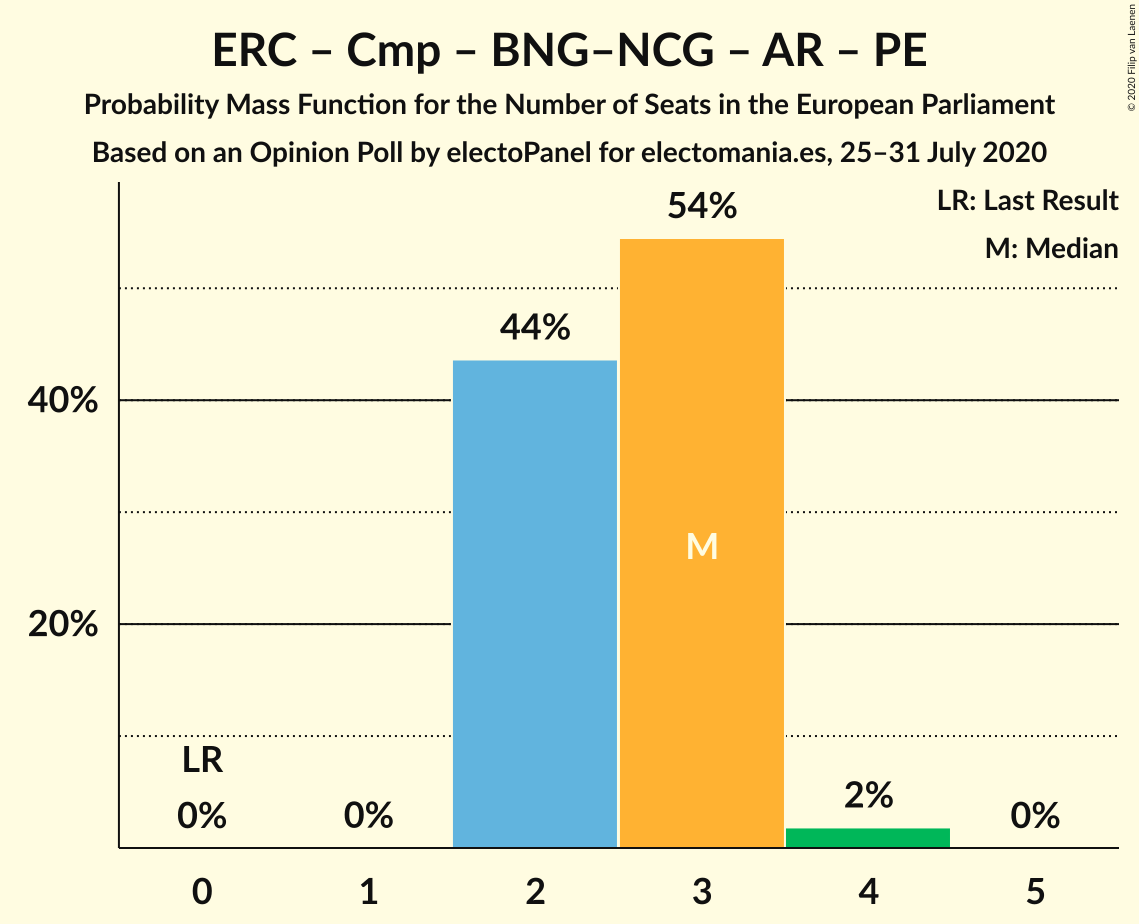 ERC – Cmp – BNG–NCG – AR – PE
Probability Mass Function for the Number of Seats in the European Parliament
Based on an Opinion Poll by electoPanel for electomania.es, 25–31 July 2020
© 2020 Filip van Laenen
LR: Last Result
M: Median
54%
44%
40%
M
20%
LR
0%
0%
2%
0%
0 1 2 3 4 5